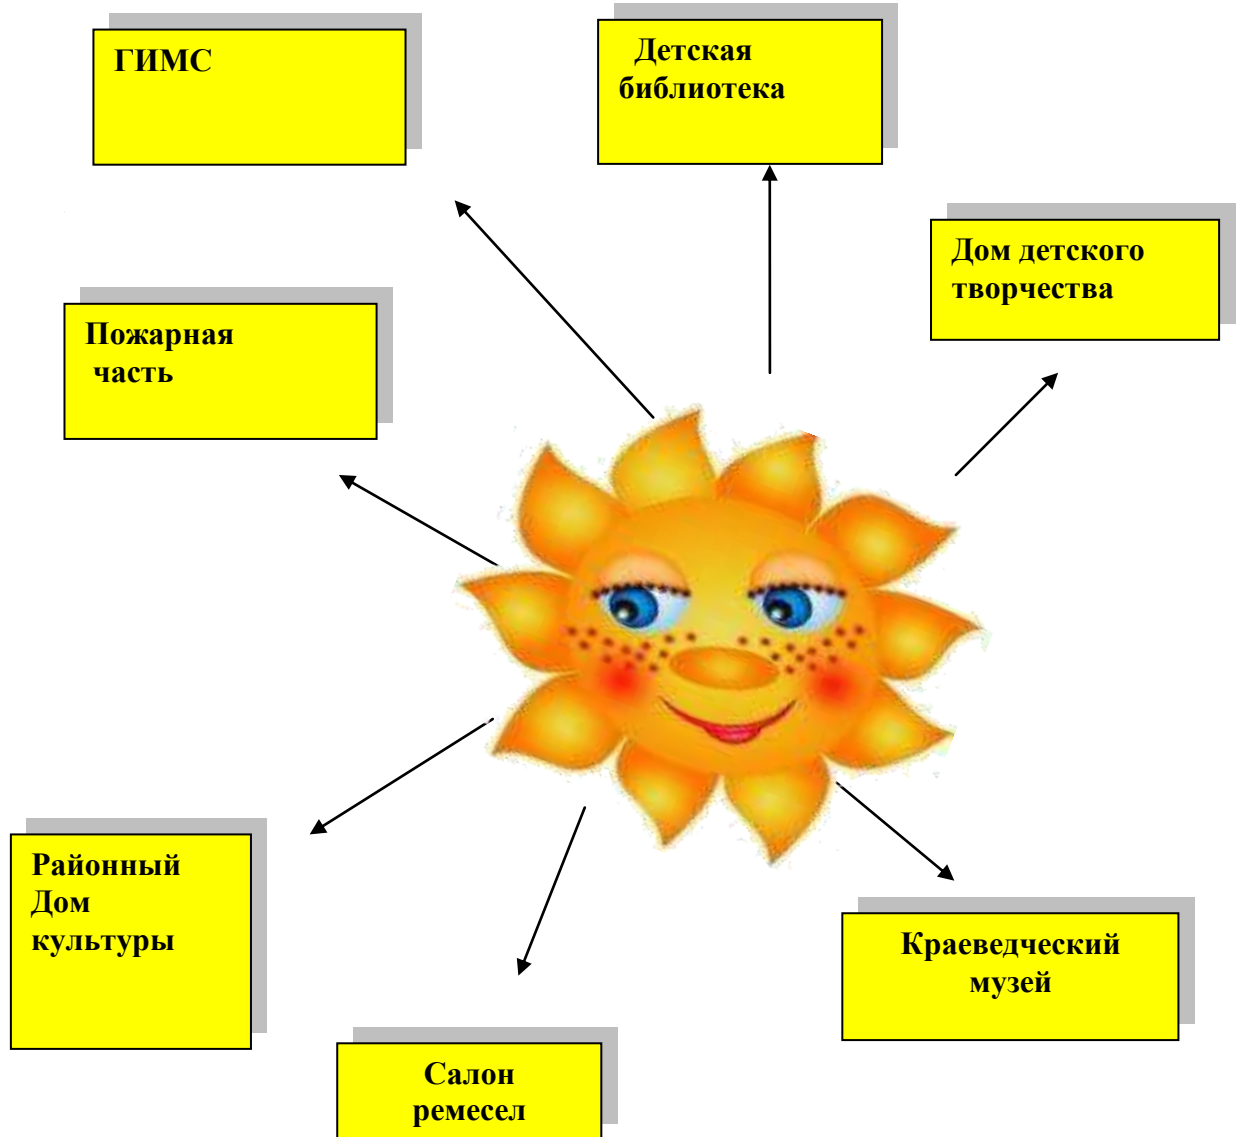 ГИМС
Детская
библиотека
Дом детского
творчества
Пожарная
часть
Районный
Дом
культуры
Краеведческий
музей
Салон
ремесел